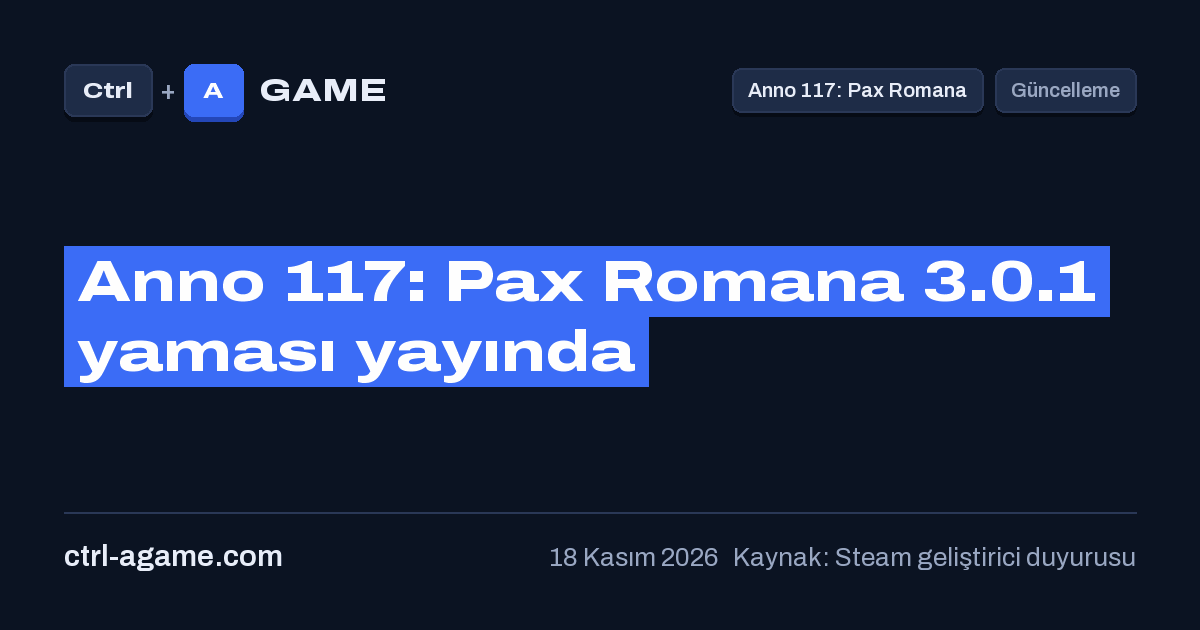 Ctrl + A GAME
Anno 117: Pax Romana
Güncelleme
Anno 117: Pax Romana 3.0.1
yaması yayında
ctrl-agame.com
18 Kasım 2026 Kaynak: Steam geliştirici duyurusu